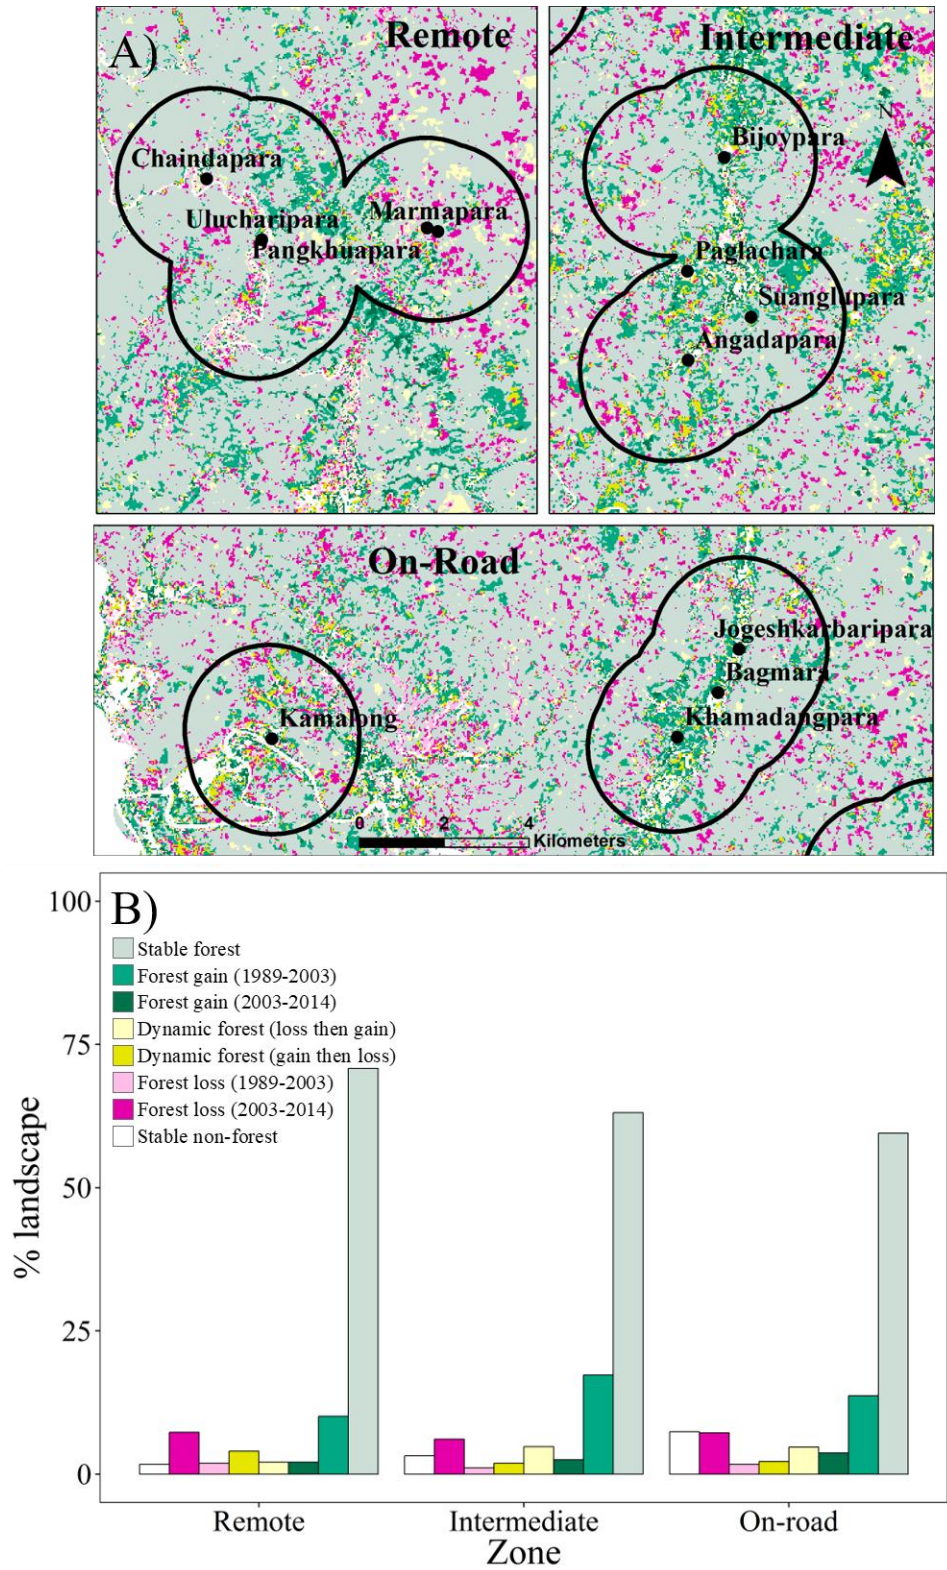 A)
Remote
Chaindapara
Ulucharipara
Marmapara
Pangkhuapara
Intermediate
N
Bijoypara
Paglachara
Suanglupara
Angadapara
On-Road
Jogeshkarbaripara
Bagmara
Khamadangpara
Kamalong
0 2 4
Kilometers
B)
% landscape
100
75
50
25
0
Stable forest
Forest gain (1989-2003)
Forest gain (2003-2014)
Dynamic forest (loss then gain)
Dynamic forest (gain then loss)
Forest loss (1989-2003)
Forest loss (2003-2014)
Stable non-forest
Remote Intermediate On-road
Zone